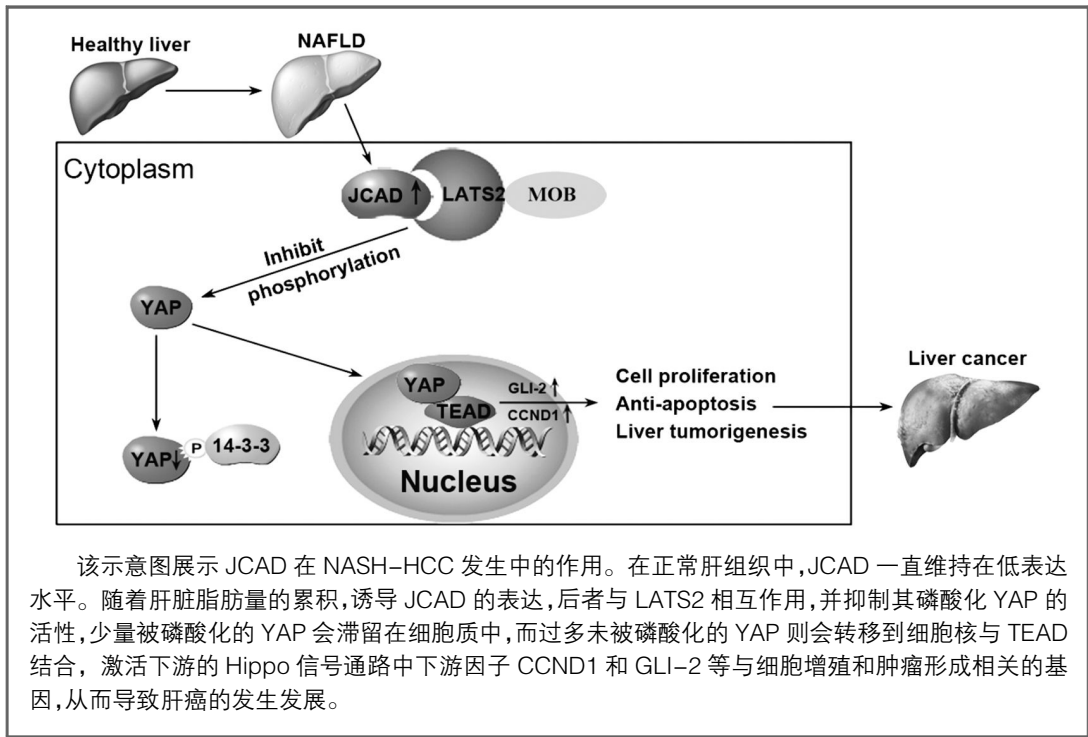 Healthy liver
NAFLD
Cytoplasm
JCAD ↑
LATS2
MOB
Inhibit
phosphorylation
YAP
YAP↓
P
14-3-3
YAP
TEAD
GLI-2 ↑
CCND1 ↑
Nucleus
Cell proliferation
Anti-apoptosis
Liver tumorigenesis
Liver cancer
该示意图展示 JCAD 在 NASH-HCC 发生中的作用。在正常肝组织中,JCAD 一直维持在低表达
水平。随着肝脏脂肪量的累积,诱导 JCAD 的表达,后者与 LATS2 相互作用,并抑制其磷酸化 YAP 的
活性,少量被磷酸化的 YAP 会滞留在细胞质中,而过多未被磷酸化的 YAP 则会转移到细胞核与 TEAD
结合，激活下游的 Hippo 信号通路中下游因子 CCND1 和 GLI-2 等与细胞增殖和肿瘤形成相关的基
因,从而导致肝癌的发生发展。